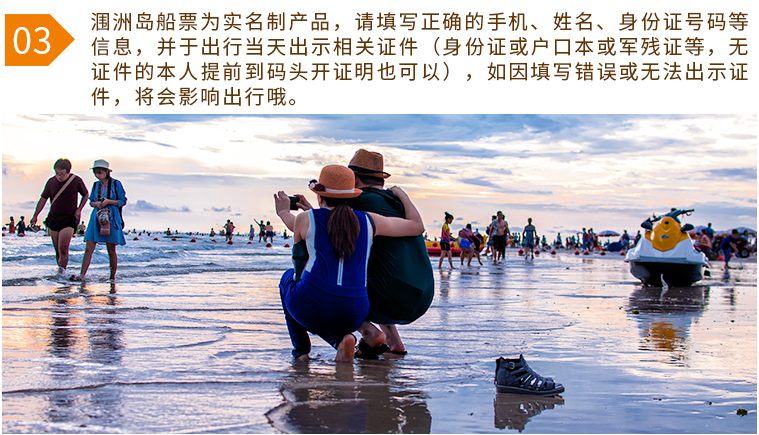 03
涠洲岛船票为实名制产品，请填写正确的手机、姓名、身份证号码等
信息，并于出行当天出示相关证件（身份证或户口本或军残证等，无
证件的本人提前到码头开证明也可以），如因填写错误或无法出示证
件，将会影响出行哦。